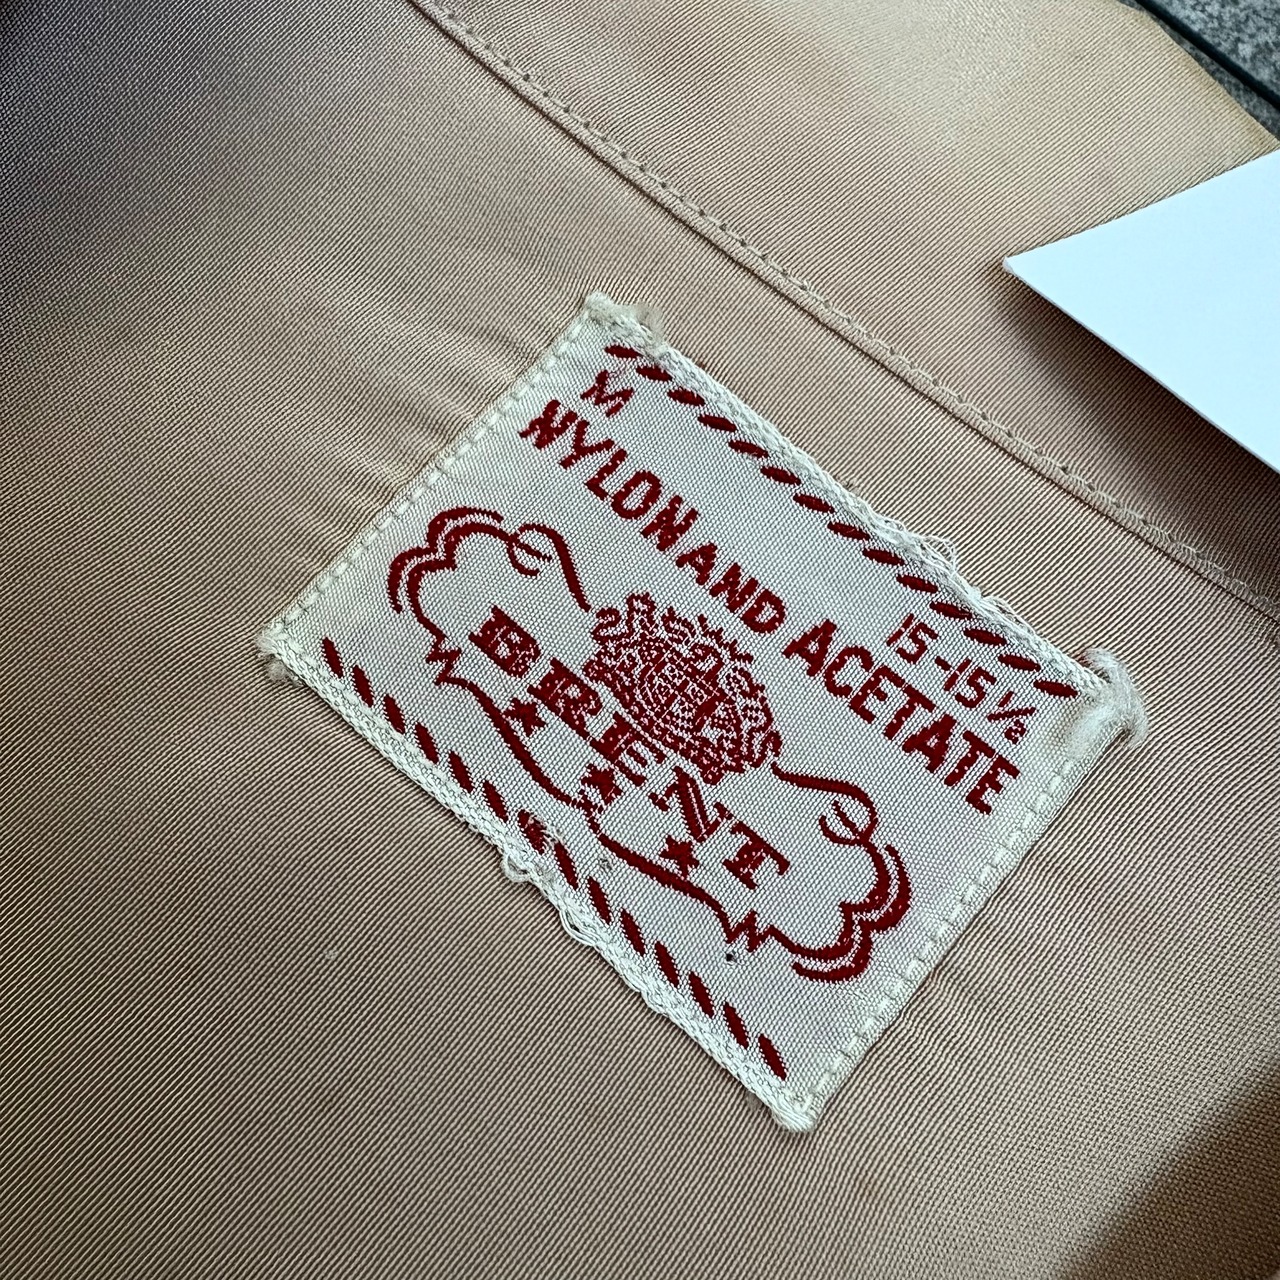 M 15-15½
NYLON AND ACETATE
BRENT